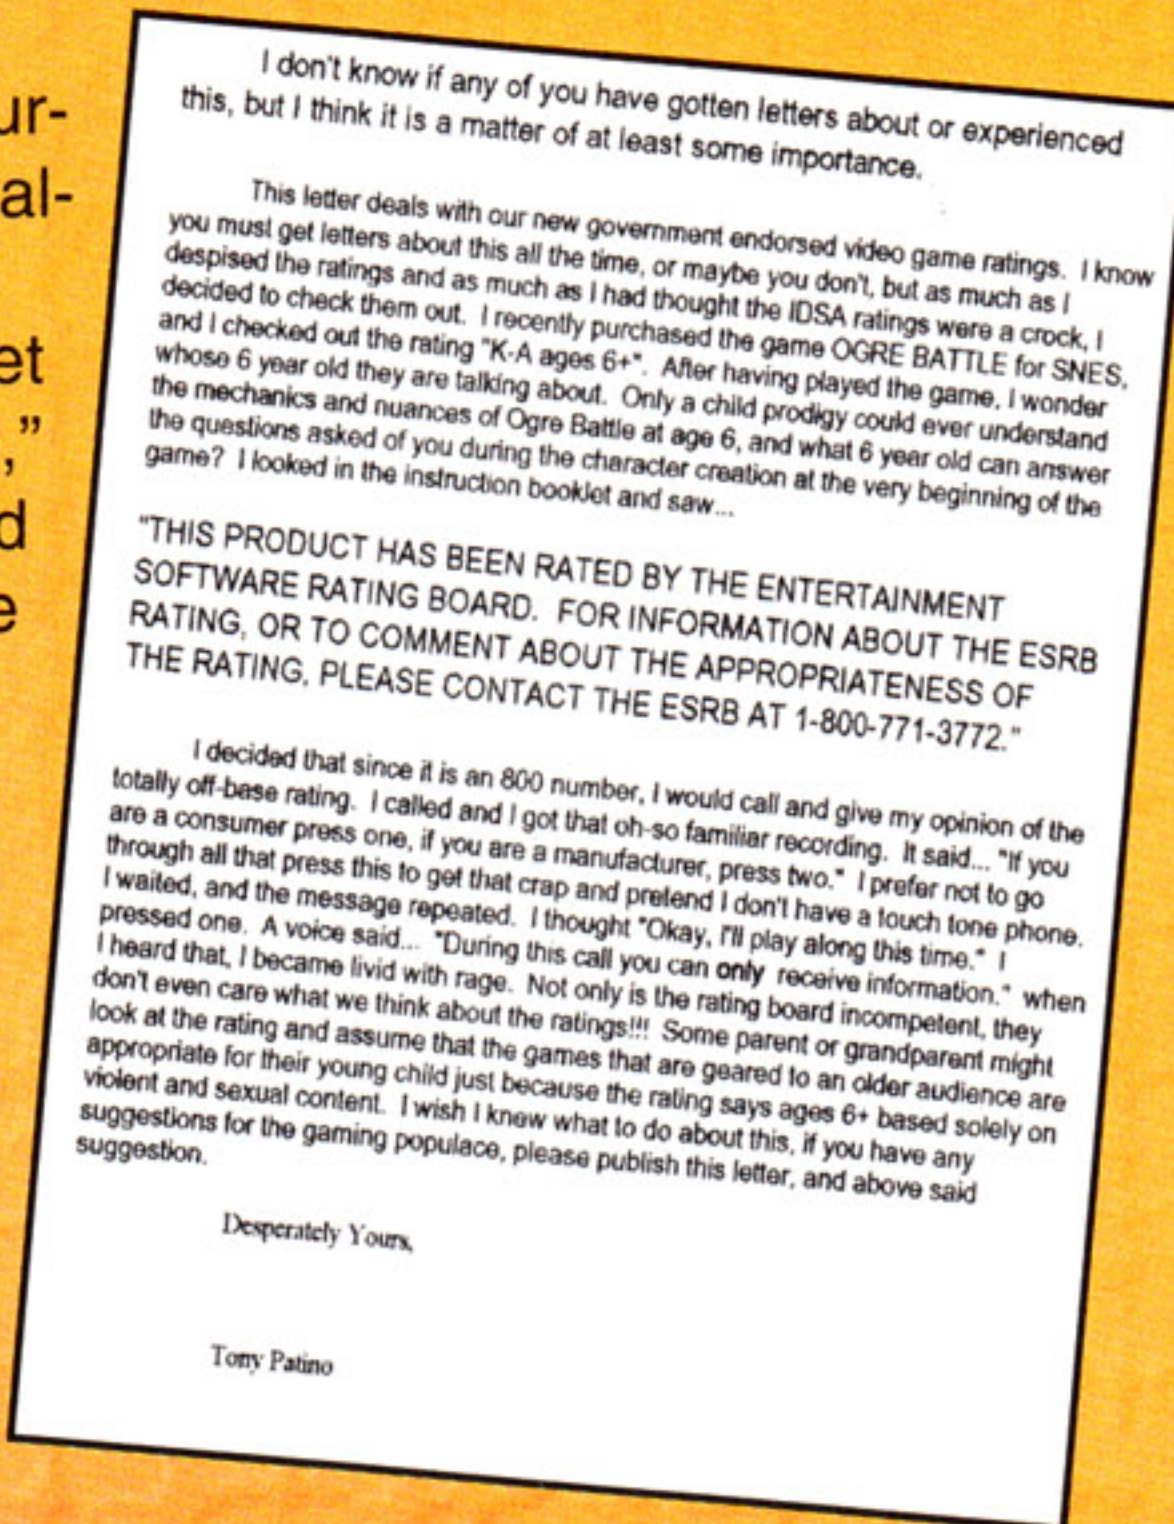 ur-
al-
et
,”
d
e
I don't know if any of you have gotten letters about or experienced
this, but I think it is a matter of at least some importance.
This letter deals with our new government endorsed video game ratings. I know
you must get letters about this all the time, or maybe you don't, but as much as I
despised the ratings and as much as I had thought the IDSA ratings were a crock, I
decided to check them out. I recently purchased the game OGRE BATTLE for SNES,
and I checked out the rating "K-A ages 6+". After having played the game, I wonder
whose 6 year old they are talking about. Only a child prodigy could ever understand
the mechanics and nuances of Ogre Battle at age 6, and what 6 year old can answer
the questions asked of you during the character creation at the very beginning of the
game? I looked in the instruction booklet and saw...
"THIS PRODUCT HAS BEEN RATED BY THE ENTERTAINMENT
SOFTWARE RATING BOARD. FOR INFORMATION ABOUT THE ESRB
RATING, OR TO COMMENT ABOUT THE APPROPRIATENESS OF
THE RATING, PLEASE CONTACT THE ESRB AT 1-800-771-3772."
I decided that since it is an 800 number, I would call and give my opinion of the
totally off-base rating. I called and I got that oh-so familiar recording. It said... "If you
are a consumer press one, if you are a manufacturer, press two." I prefer not to go
through all that press this to get that crap and pretend I don't have a touch tone phone.
I waited, and the message repeated. I thought "Okay, I'll play along this time." I
pressed one. A voice said... "During this call you can only receive information." when
I heard that, I became livid with rage. Not only is the rating board incompetent, they
don't even care what we think about the ratings!!! Some parent or grandparent might
look at the rating and assume that the games that are geared to an older audience are
appropriate for their young child just because the rating says ages 6+ based solely on
violent and sexual content. I wish I knew what to do about this, if you have any
suggestions for the gaming populace, please publish this letter, and above said
suggestion.
Desperately Yours,
Tony Patino